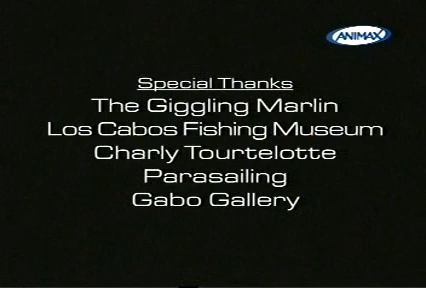 ANIMAX
Special Thanks
The Giggling Marlin
Los Cabos Fishing Museum
Charly Tourtelotte
Parasailing
Gabo Gallery